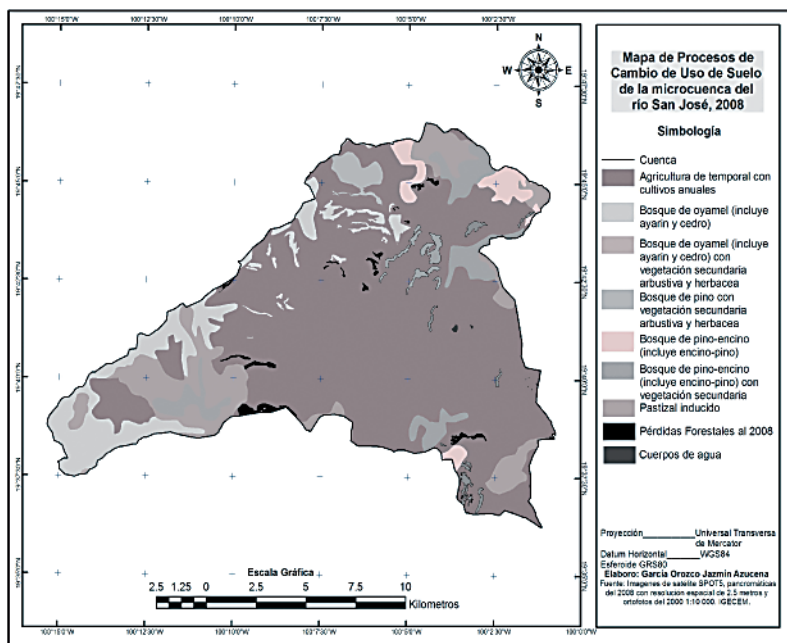 100°15'0"W 100°12'30"W 100°10'0"W 100°7'30"W 100°5'0"W 100°2'30"W
N
W E
S
Mapa de Procesos de
Cambio de Uso de Suelo
de la microcuenca del
río San José, 2008
Simbología
Cuenca
Agricultura de temporal con
cultivos anuales
Bosque de oyamel (incluye
ayarin y cedro)
Bosque de oyamel (incluye
ayarin y cedro) con
vegetación secundaria
arbustiva y herbacea
Bosque de pino con
vegetación secundaria
arbustiva y herbacea
Bosque de pino-encino
(incluye encino-pino)
Bosque de pino-encino
(incluye encino-pino) con
vegetación secundaria
Pastizal inducido
Pérdidas Forestales al 2008
Cuerpos de agua
Escala Gráfica
2.5 1.25 0 2.5 5 7.5 10
Kilometros
100°12'30"W 100°10'0"W 100°7'30"W 100°5'0"W 100°2'30"W 100°0'0"W
Proyección Universal Transversa
de Mercator
Datum Horizontal WGS84
Esferoide GRS80
Elaboro: García Orozco Jazmín Azucena
Fuente: Imagenes de satelite SPOT5, pancromáticas
del 2008 con resolución espacial de 2.5 metros y
ortofotos del 2000 1:10 000. IGECEM.